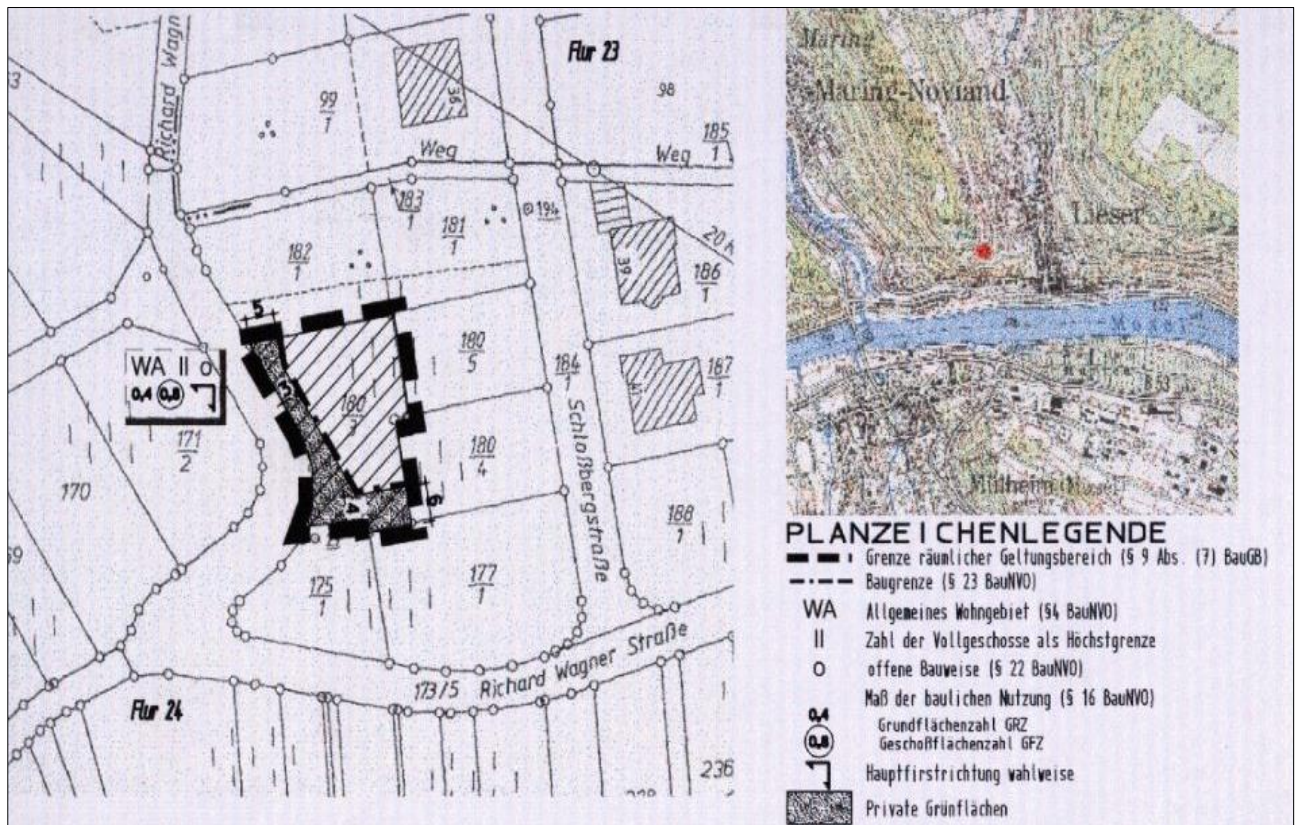 Richard Wagn
Flur 23
36
98
99
1
185
1
Weg
Weg
183
1
181
1
194
20
182
1
39
186
1
5
180
5
184
1
187
1
WA II o
0,4 0,8
171
2
180
3
3
Schloßbergstraße
180
4
170
6
4
188
1
175
1
177
1
173/5 Richard Wagner Straße
Flur 24
236
Maring
Maring-Noviand
Lieser
Mosel
Mülheim (Mosel)
PLANZEICHENLEGENDE
Grenze räumlicher Geltungsbereich (§ 9 Abs. (7) BauGB)
Baugrenze (§ 23 BauNVO)
WA Allgemeines Wohngebiet (§4 BauNVO)
II Zahl der Vollgeschosse als Höchstgrenze
o offene Bauweise (§ 22 BauNVO)
Maß der baulichen Nutzung (§ 16 BauNVO)
0,4 Grundflächenzahl GRZ
0,8 Geschoßflächenzahl GFZ
Hauptfirstrichtung wahlweise
Private Grünflächen